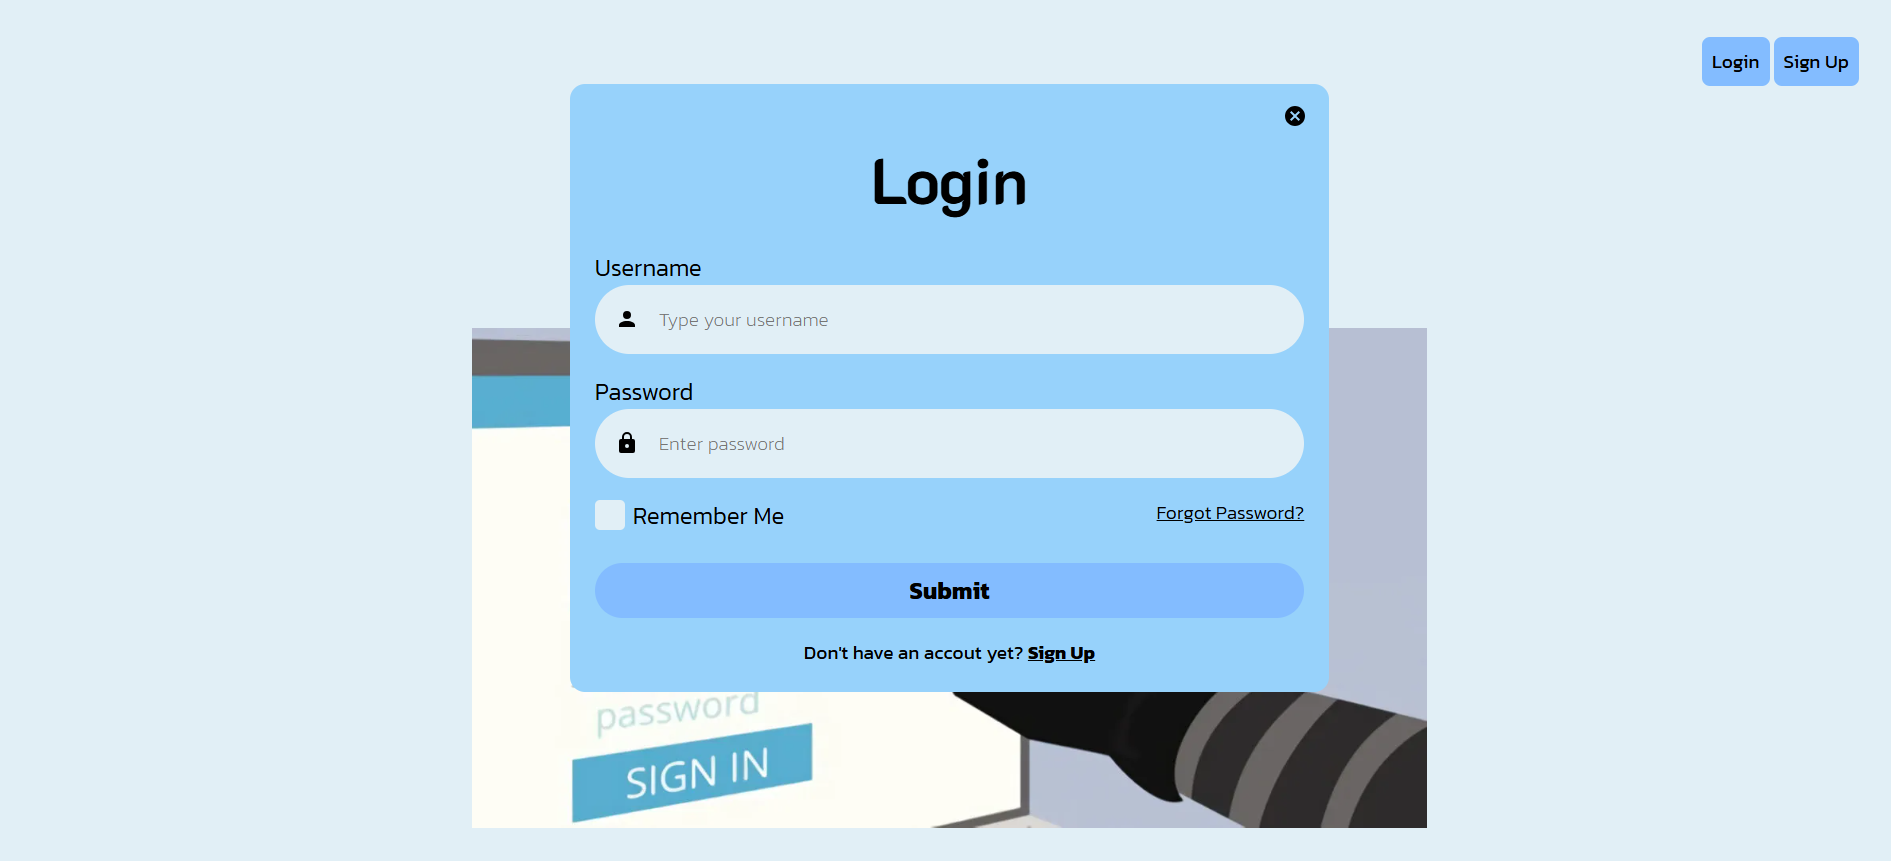 Login Sign Up
Login
Username
Type your username
Password
Enter password
Remember Me Forgot Password?
Submit
Don't have an accout yet? Sign Up
password
SIGN IN